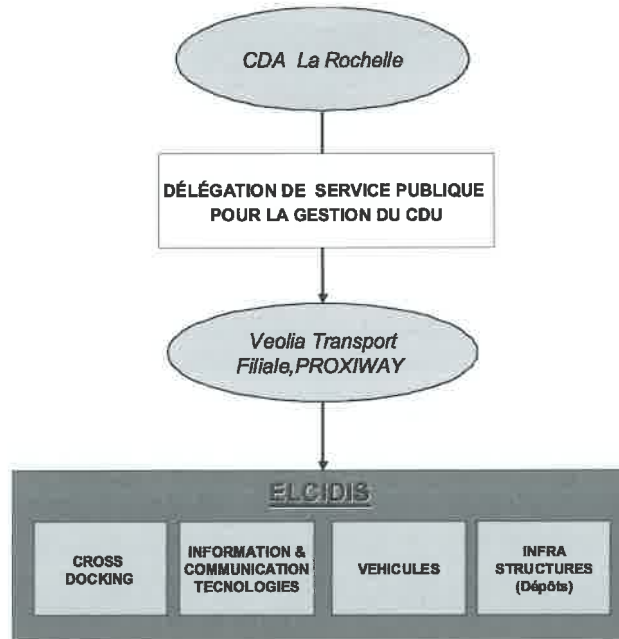 CDA La Rochelle
DÉLÉGATION DE SERVICE PUBLIQUE
POUR LA GESTION DU CDU
Veolia Transport
Filiale,PROXIWAY
ELCIDIS
CROSS
DOCKING
INFORMATION &
COMMUNICATION
TECNOLOGIES
VEHICULES
INFRA
STRUCTURES
(Dépôts)